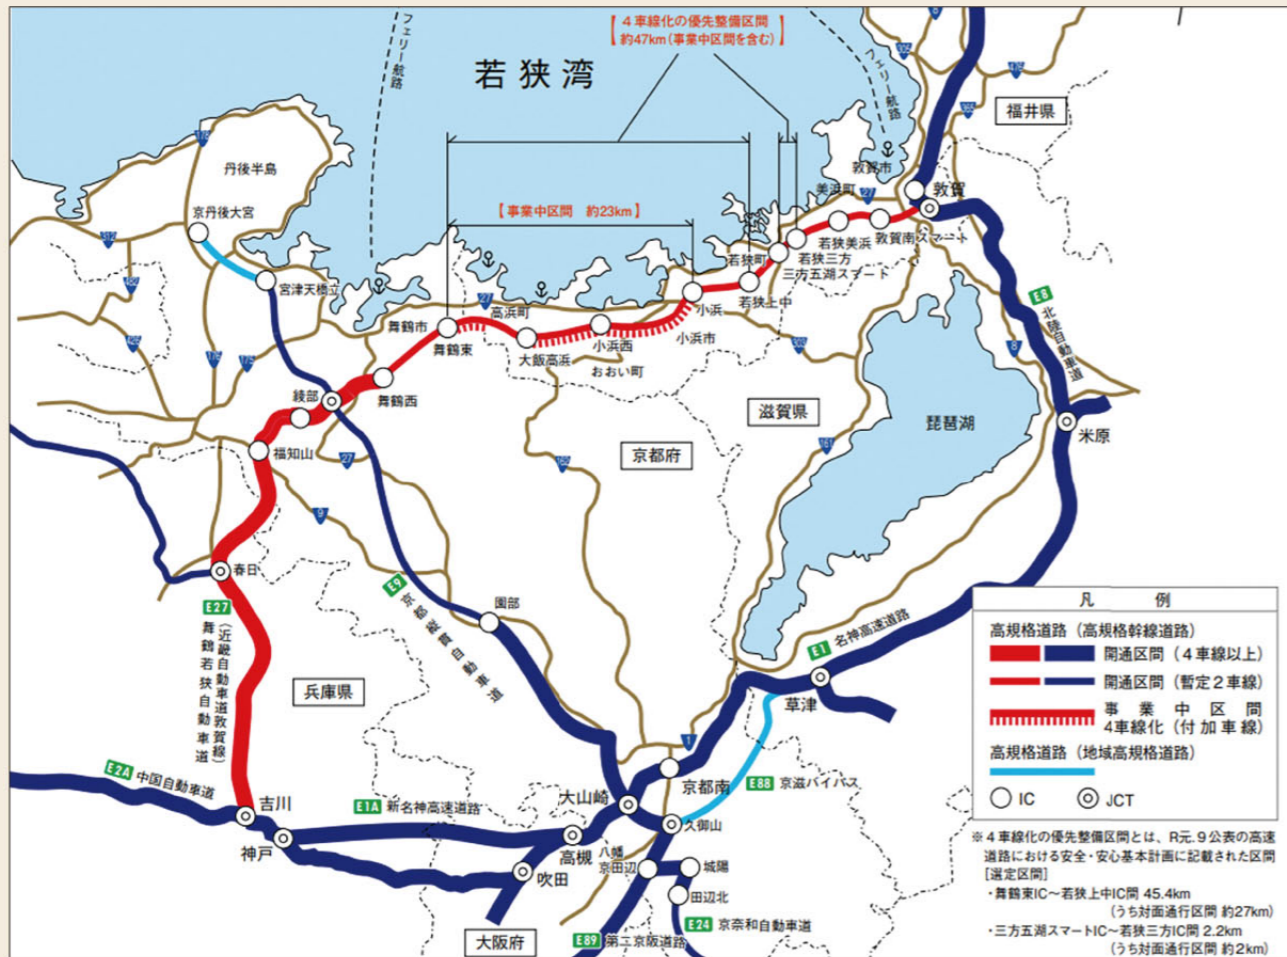 【４車線化の優先整備区間
約47km（事業中区間を含む）】
フェリー航路
若狭湾
フェリー航路
8
476
福井県
178
丹後半島
敦賀市
敦賀
美浜町
27
京丹後大宮
【事業中区間　約23km】
若狭美浜
敦賀南スマート
若狭町
若狭三方
三方五湖スマート
宮津天橋立
若狭上中
小浜
27
高浜町
舞鶴市
舞鶴東
大飯高浜
小浜西
小浜市
おおい町
303
312
176
175
E8
北陸自動車道
8
舞鶴西
綾部
滋賀県
琵琶湖
米原
福知山
27
京都府
162
161
9
春日
E27
舞鶴若狭自動車道
（近畿自動車道敦賀線）
E9
京都縦貫自動車道
園部
兵庫県
E1
名神高速道路
草津
1
E2A
中国自動車道
吉川
神戸
E1A
新名神高速道路
大山崎
京都南
E88
京滋バイパス
高槻
久御山
八幡
京田辺
城陽
吹田
田辺北
大阪府
E89
第二京阪道路
E24
京奈和自動車道
凡　例
高規格道路（高規格幹線道路）
開通区間（４車線以上）
開通区間（暫定２車線）
事業中区間
4車線化（付加車線）
高規格道路（地域高規格道路）
IC
JCT
※４車線化の優先整備区間とは、R元.９公表の高速
道路における安全・安心基本計画に記載された区間
［選定区間］
・舞鶴東IC～若狭上中IC間 45.4km
（うち対面通行区間 約27km）
・三方五湖スマートIC～若狭三方IC間 2.2km
（うち対面通行区間 約２km）